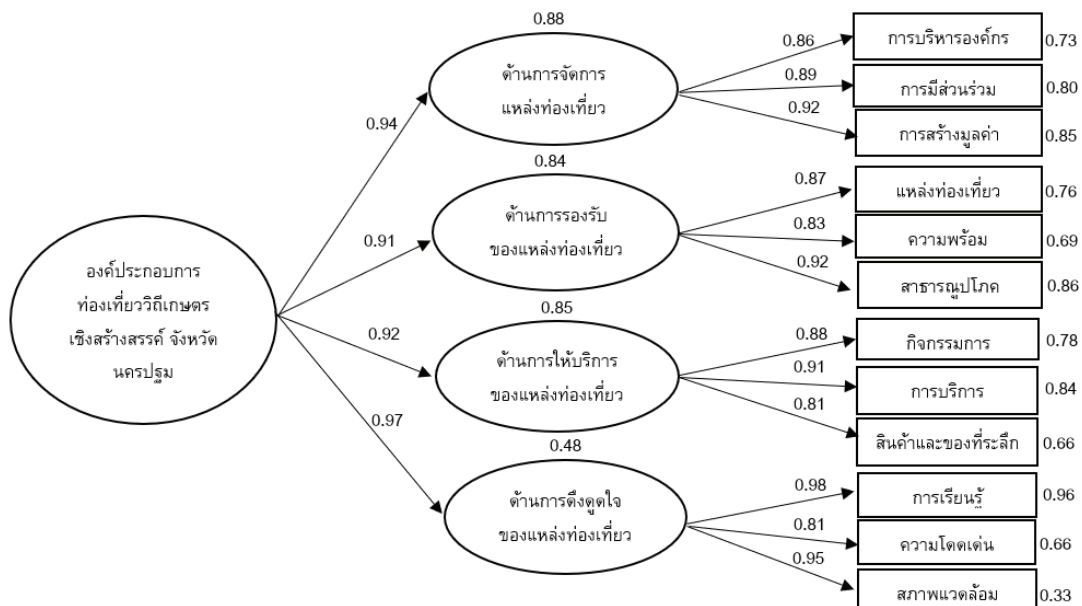 0.88
ด้านการจัดการ
แหล่งท่องเที่ยว
0.86
การบริหารองค์กร
0.73
0.89
การมีส่วนร่วม
0.80
0.92
การสร้างมูลค่า
0.85
0.94
0.84
ด้านการรองรับ
ของแหล่งท่องเที่ยว
0.87
แหล่งท่องเที่ยว
0.76
0.83
ความพร้อม
0.69
0.92
สาธารณูปโภค
0.86
0.91
องค์ประกอบการ
ท่องเที่ยววิถีเกษตร
เชิงสร้างสรรค์ จังหวัด
นครปฐม
0.85
ด้านการให้บริการ
ของแหล่งท่องเที่ยว
0.88
กิจกรรมการ
0.78
0.91
การบริการ
0.84
0.81
สินค้าและของที่ระลึก
0.66
0.92
0.97
0.48
ด้านการดึงดูดใจ
ของแหล่งท่องเที่ยว
0.98
การเรียนรู้
0.96
0.81
ความโดดเด่น
0.66
0.95
สภาพแวดล้อม
0.33